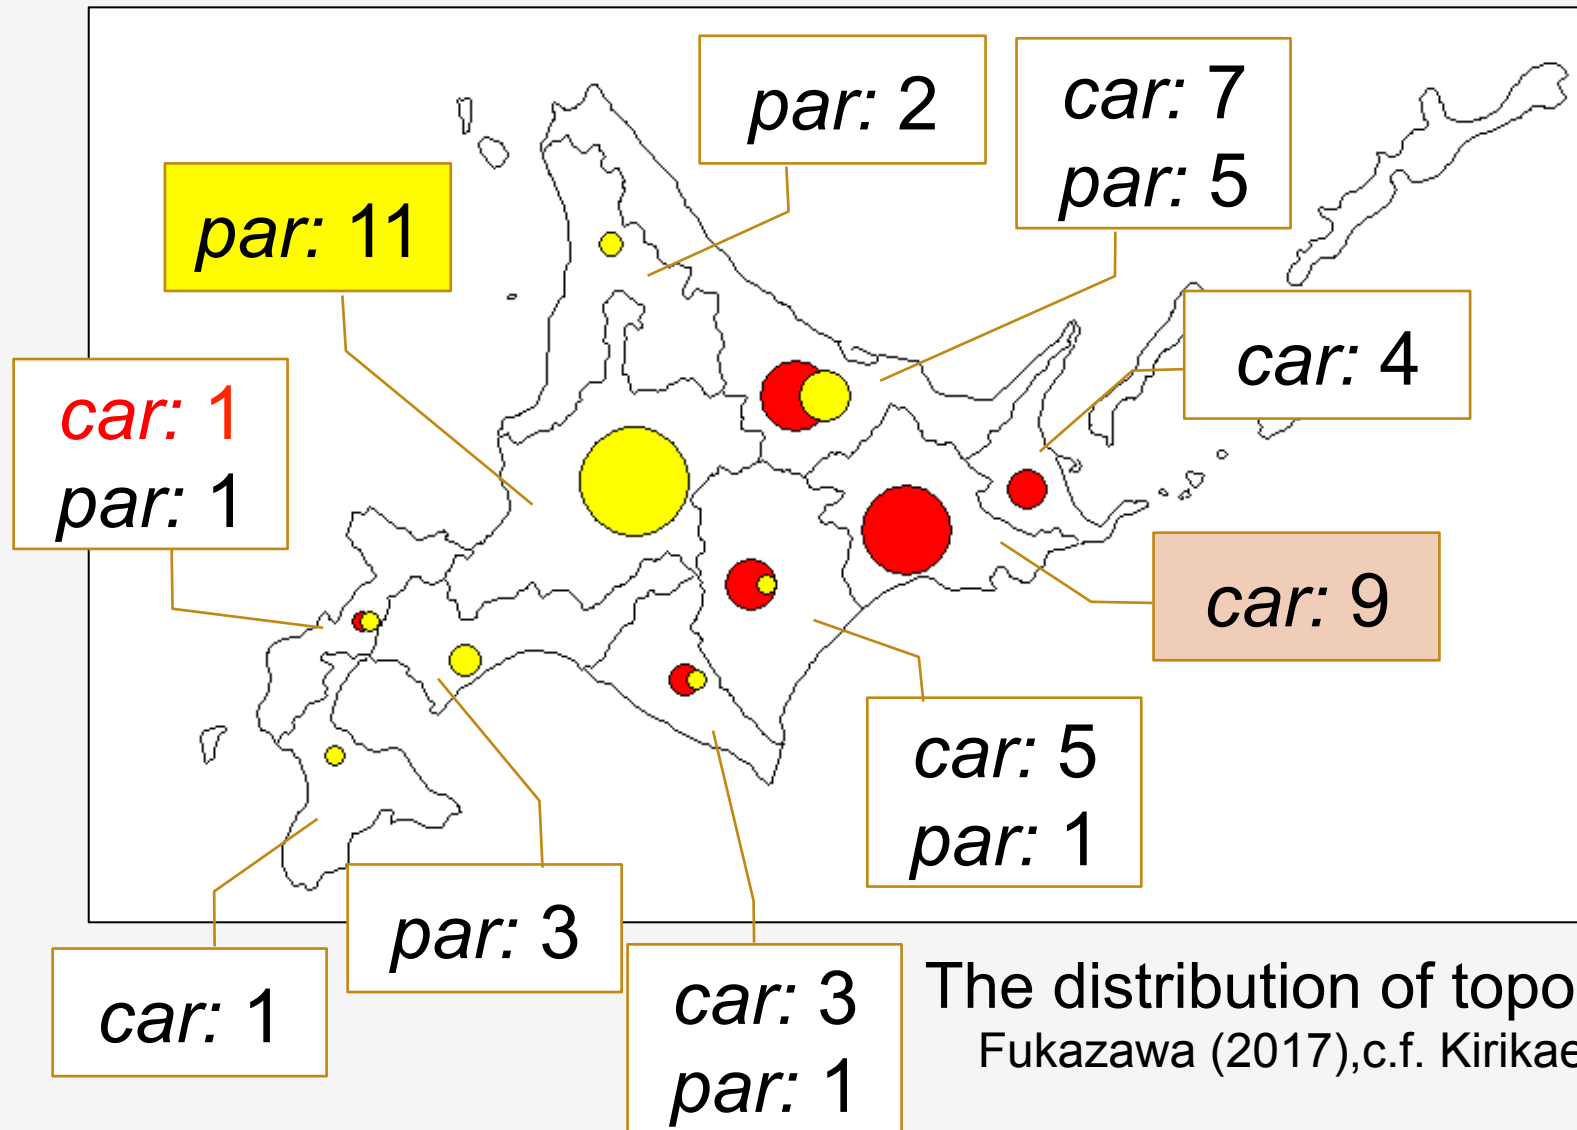 par: 2
car: 7
par: 5
par: 11
car: 4
car: 1
par: 1
car: 9
car: 5
par: 1
par: 3
car: 1
car: 3
par: 1
The distribution of topo
Fukazawa (2017),c.f. Kirikae